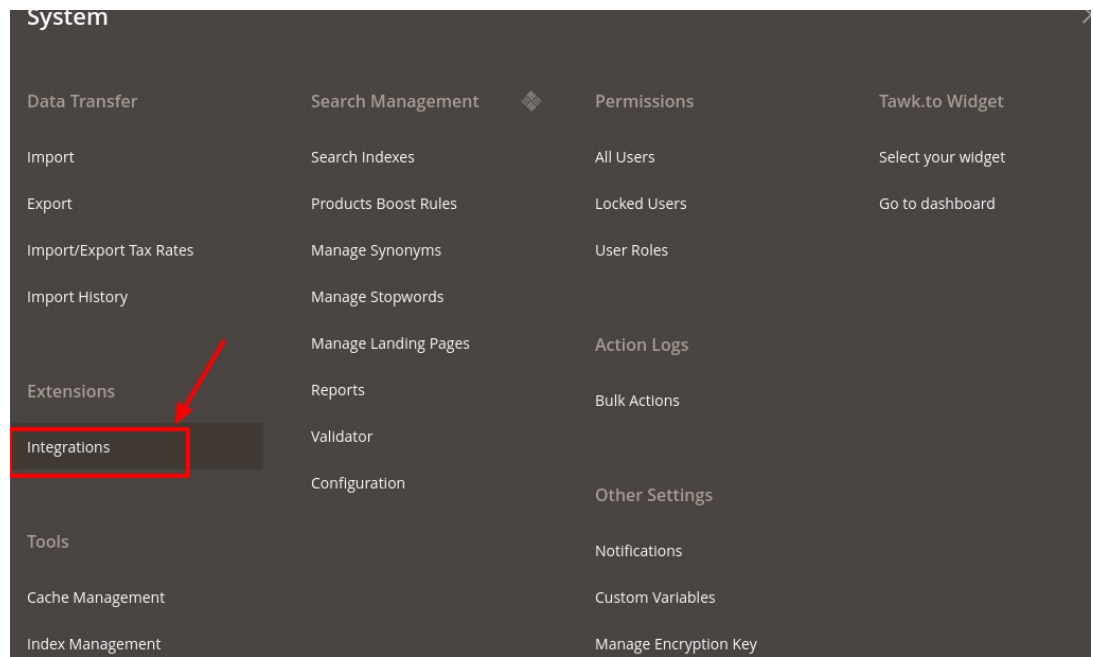 System
Data Transfer
Import
Export
Import/Export Tax Rates
Import History
Extensions
Integrations
Tools
Cache Management
Index Management
Search Management
Search Indexes
Products Boost Rules
Manage Synonyms
Manage Stopwords
Manage Landing Pages
Reports
Validator
Configuration
Permissions
All Users
Locked Users
User Roles
Action Logs
Bulk Actions
Other Settings
Notifications
Custom Variables
Manage Encryption Key
Tawk.to Widget
Select your widget
Go to dashboard